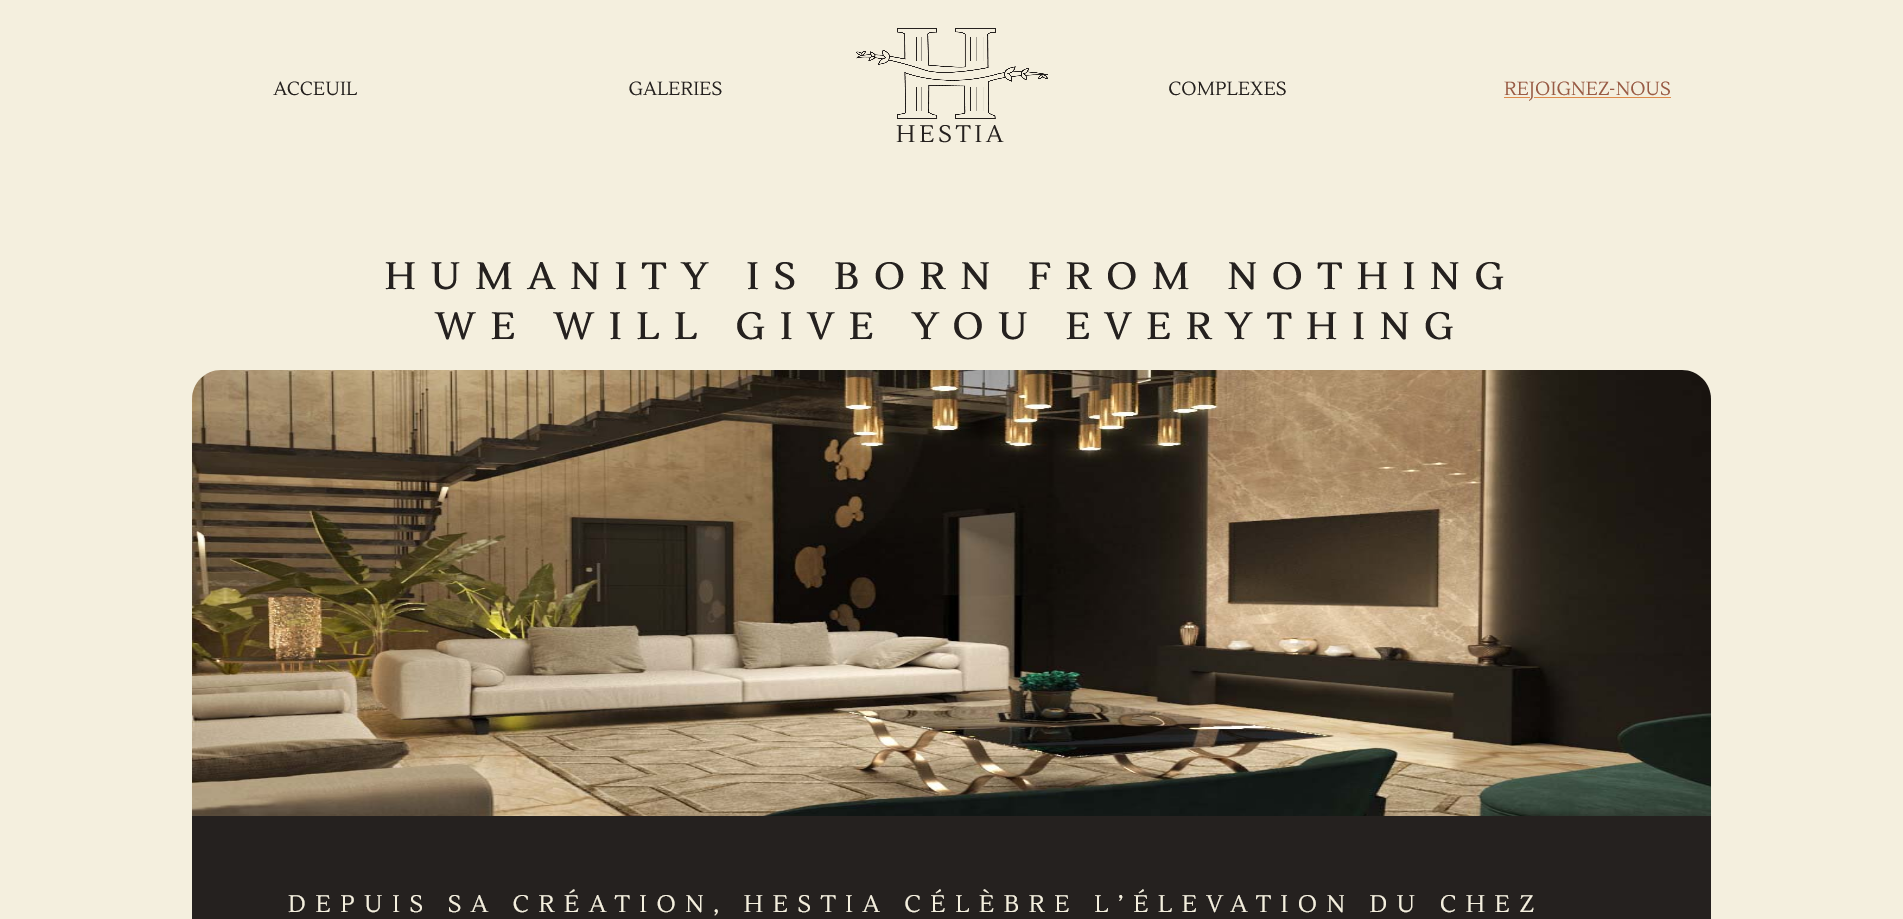 ACCEUIL
GALERIES
H
HESTIA
COMPLEXES
REJOIGNEZ-NOUS
HUMANITY IS BORN FROM NOTHING
WE WILL GIVE YOU EVERYTHING
DEPUIS SA CRÉATION, HESTIA CÉLÈBRE L’ÉLEVATION DU CHEZ